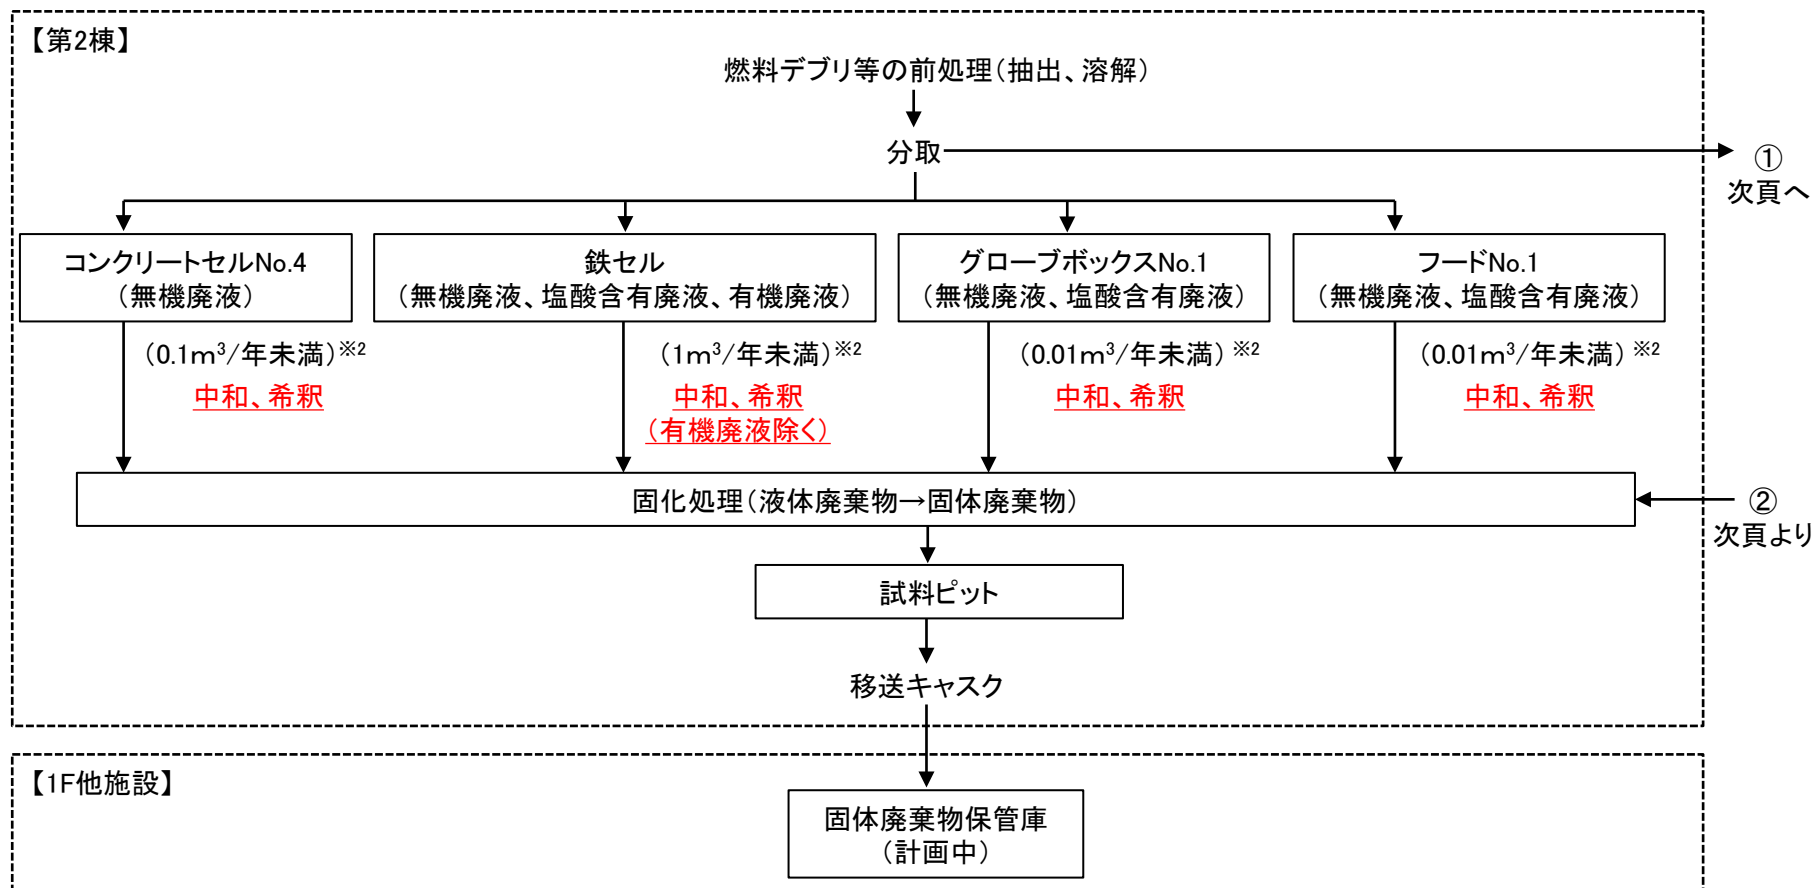 【第2棟】
燃料デブリ等の前処理(抽出、溶解)
分取
①
次頁へ
コンクリートセルNo.4
(無機廃液)
鉄セル
(無機廃液、塩酸含有廃液、有機廃液)
グローブボックスNo.1
(無機廃液、塩酸含有廃液)
フードNo.1
(無機廃液、塩酸含有廃液)
(0.1m³/年未満)※2
(1m³/年未満)※2
(0.01m³/年未満)※2
(0.01m³/年未満)※2
中和、希釈
中和、希釈
(有機廃液除く)
中和、希釈
中和、希釈
固化処理(液体廃棄物→固体廃棄物)
②
次頁より
試料ピット
移送キャスク
【1F他施設】
固体廃棄物保管庫
(計画中)